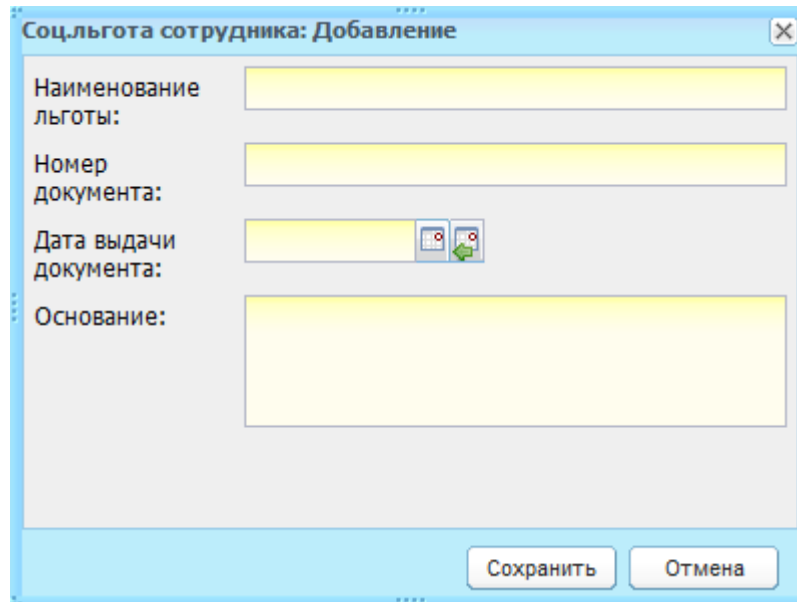 Соц.льгота сотрудника: Добавление
Наименование
льготы:
Номер
документа:
Дата выдачи
документа:
Основание:
Сохранить
Отмена